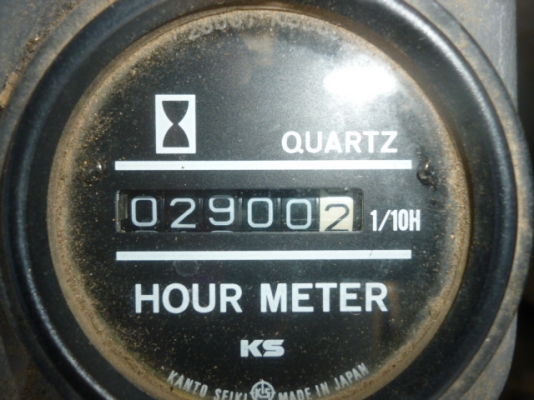 QUARTZ
029002 1/10H
HOUR METER
KS
KANTO SEIKI MADE IN JAPAN